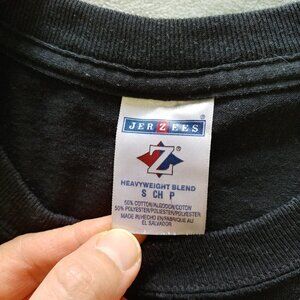 JERZEES®
Z®
HEAVYWEIGHT BLEND
S CH P
50% COTTON/ALGODON/COTON
50% POLYESTER/POLIESTER/POLYESTER
MADE IN/HECHO EN/FABRIQUE AU
EL SALVADOR